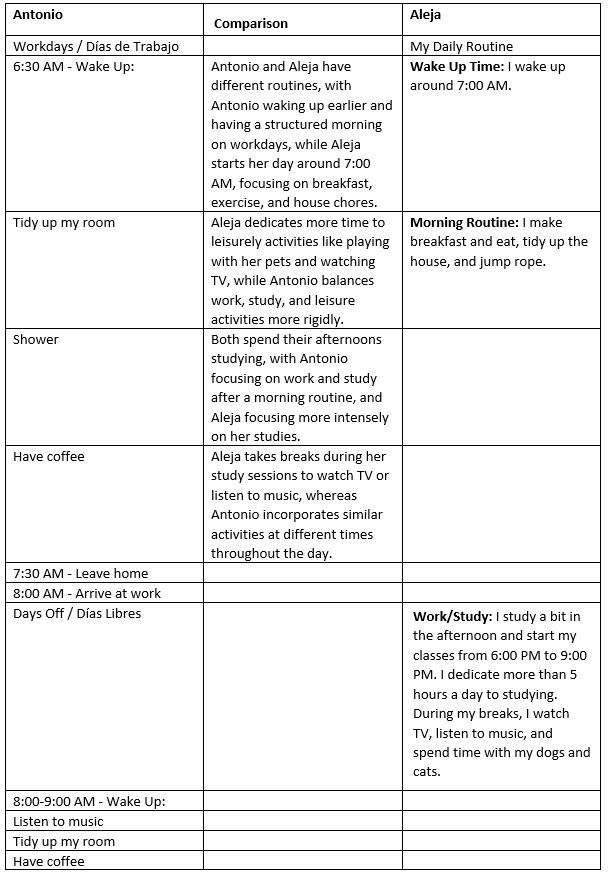 Antonio
Comparison
Aleja
Workdays / Días de Trabajo
My Daily Routine
6:30 AM - Wake Up:
Antonio and Aleja have
different routines, with
Antonio waking up earlier and
having a structured morning
on workdays, while Aleja
starts her day around 7:00
AM, focusing on breakfast,
exercise, and house chores.
Wake Up Time: I wake up
around 7:00 AM.
Tidy up my room
Aleja dedicates more time to
leisurely activities like playing
with her pets and watching
TV, while Antonio balances
work, study, and leisure
activities more rigidly.
Morning Routine: I make
breakfast and eat, tidy up the
house, and jump rope.
Shower
Both spend their afternoons
studying, with Antonio
focusing on work and study
after a morning routine, and
Aleja focusing more intensely
on her studies.
Have coffee
Aleja takes breaks during her
study sessions to watch TV or
listen to music, whereas
Antonio incorporates similar
activities at different times
throughout the day.
7:30 AM - Leave home
8:00 AM - Arrive at work
Days Off / Días Libres
Work/Study: I study a bit in
the afternoon and start my
classes from 6:00 PM to 9:00
PM. I dedicate more than 5
hours a day to studying.
During my breaks, I watch
TV, listen to music, and
spend time with my dogs and
cats.
8:00-9:00 AM - Wake Up:
Listen to music
Tidy up my room
Have coffee